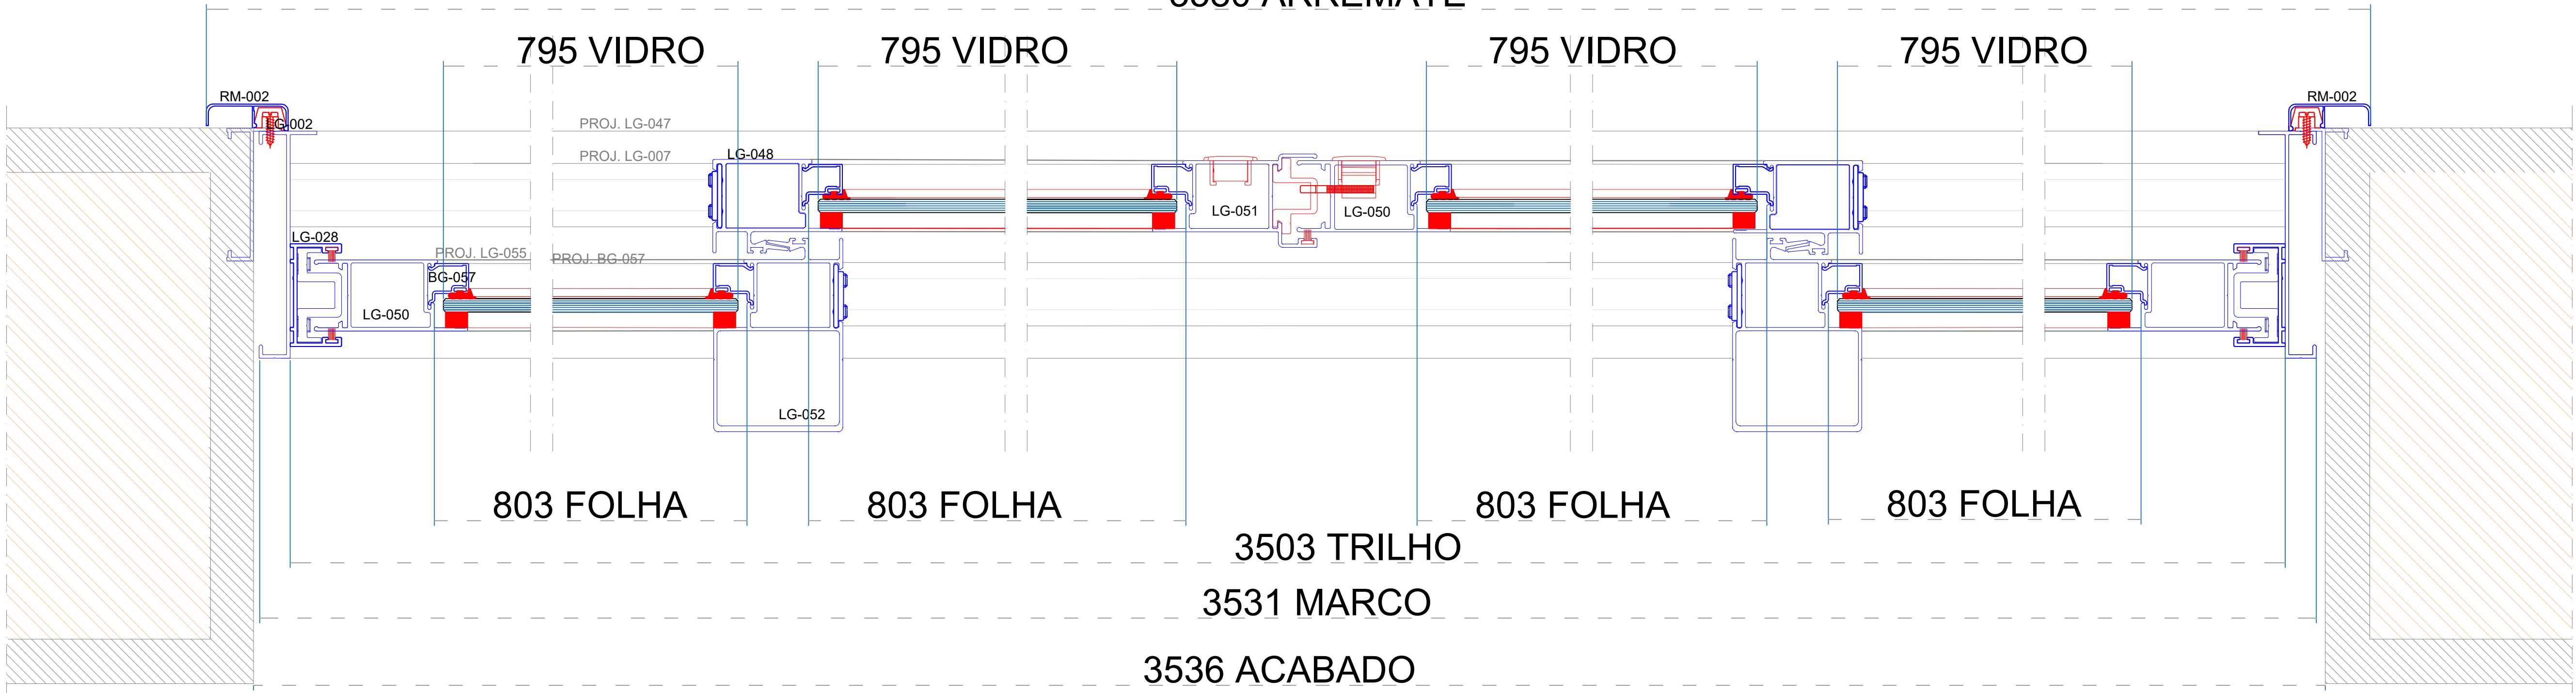 ARREMATE
795 VIDRO
795 VIDRO
795 VIDRO
795 VIDRO
RM-002
RM-002
LG-002
PROJ. LG-047
PROJ. LG-007
LG-048
LG-051
LG-050
LG-028
PROJ. LG-055
PROJ. BG-057
BG-057
LG-050
LG-052
803 FOLHA
803 FOLHA
803 FOLHA
803 FOLHA
3503 TRILHO
3531 MARCO
3536 ACABADO